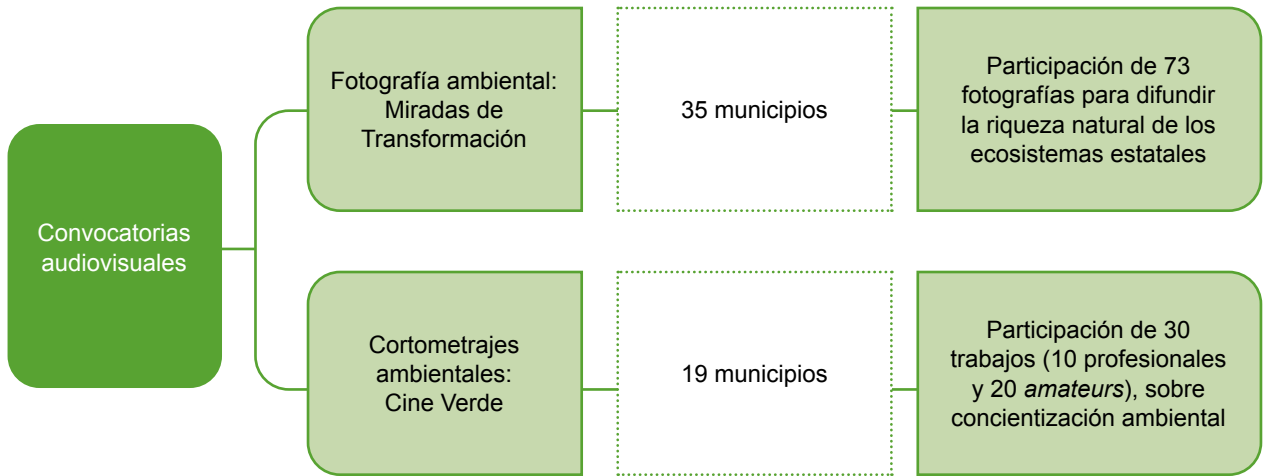 Convocatorias
audiovisuales
Fotografía ambiental:
Miradas de
Transformación
35 municipios
Participación de 73
fotografías para difundir
la riqueza natural de los
ecosistemas estatales
Cortometrajes
ambientales:
Cine Verde
19 municipios
Participación de 30
trabajos (10 profesionales
y 20 amateurs), sobre
concientización ambiental